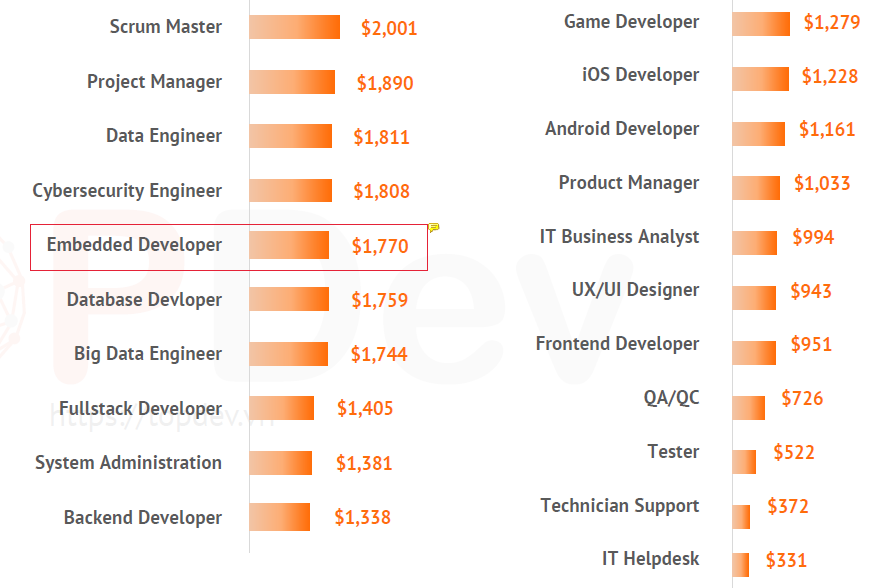 Scrum Master $2,001
Project Manager $1,890
Data Engineer $1,811
Cybersecurity Engineer $1,808
Embedded Developer $1,770
Database Devloper $1,759
Big Data Engineer $1,744
Fullstack Developer $1,405
System Administration $1,381
Backend Developer $1,338
Game Developer $1,279
iOS Developer $1,228
Android Developer $1,161
Product Manager $1,033
IT Business Analyst $994
UX/UI Designer $943
Frontend Developer $951
QA/QC $726
Tester $522
Technician Support $372
IT Helpdesk $331
PDev
https://topdev.vn